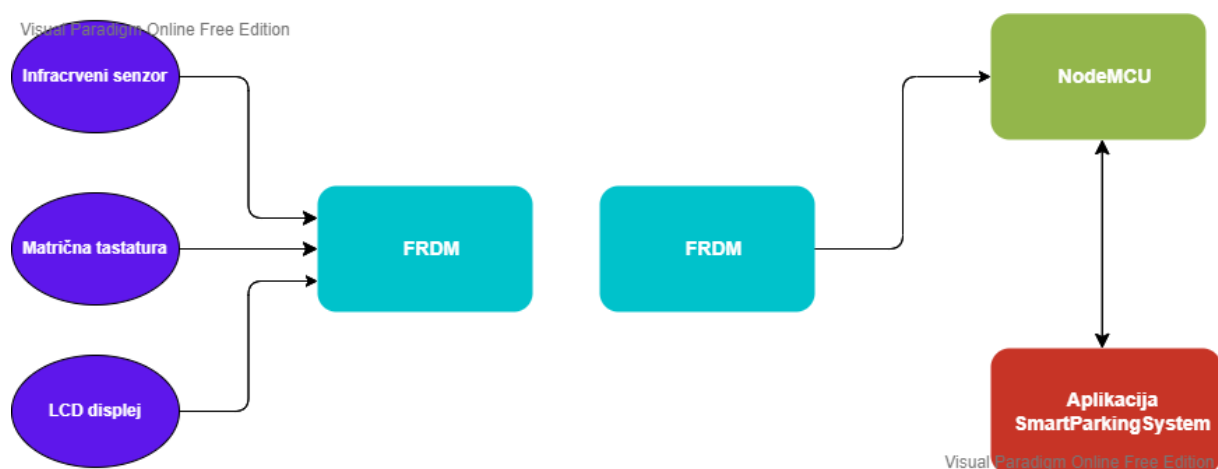 Visual Paradigm Online Free Edition
Infracrveni senzor
NodeMCU
Matrična tastatura
FRDM
FRDM
LCD displej
Aplikacija
SmartParkingSystem
Visual Paradigm Online Free Edition